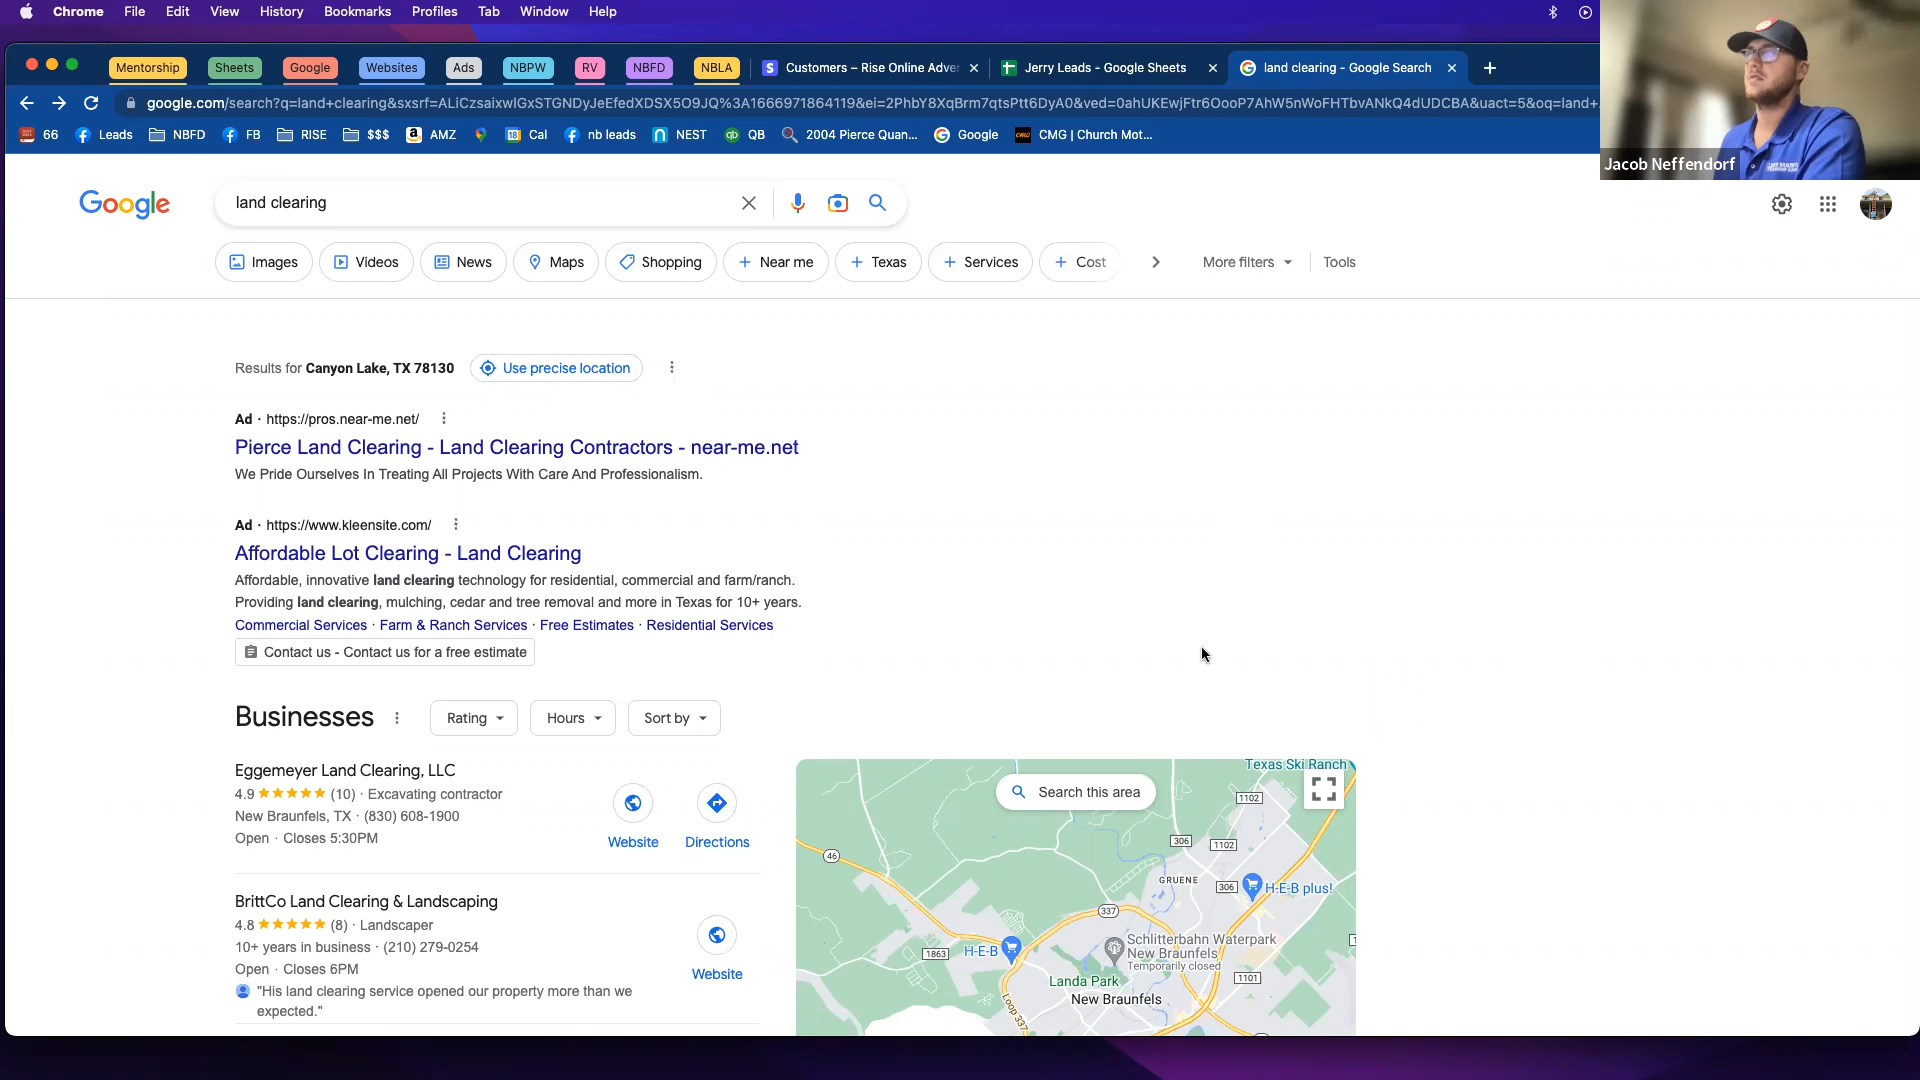 Chrome File Edit View History Bookmarks Profiles Tab Window Help
Mentorship Sheets Google Websites Ads NBPW RV NBFD NBLA Customers – Rise Online Adve Jerry Leads - Google Sheets land clearing - Google Search
google.com/search?q=land+clearing&sxsrf=ALiCzsaixwIGxSTGNDyJeEfedXDSX5O9JQ%3A1666971864119&ei=2PhbY8XqBrm7qtsPtt6DyA0&ved=0ahUKEwjFtr6OooP7AhW5nWoFHTbvANkQ4dUDCBA&uact=5&oq=land+
66 Leads NBFD FB RISE $$$ AMZ Cal nb leads NEST QB 2004 Pierce Quan... Google CMG | Church Mot...
Jacob Neffendorf
Google land clearing
Images Videos News Maps Shopping + Near me + Texas + Services + Cost More filters Tools
Results for Canyon Lake, TX 78130 Use precise location
Ad · https://pros.near-me.net/
Pierce Land Clearing - Land Clearing Contractors - near-me.net
We Pride Ourselves In Treating All Projects With Care And Professionalism.
Ad · https://www.kleensite.com/
Affordable Lot Clearing - Land Clearing
Affordable, innovative land clearing technology for residential, commercial and farm/ranch.
Providing land clearing, mulching, cedar and tree removal and more in Texas for 10+ years.
Commercial Services · Farm & Ranch Services · Free Estimates · Residential Services
Contact us - Contact us for a free estimate
Businesses Rating Hours Sort by
Eggemeyer Land Clearing, LLC
4.9 (10) · Excavating contractor
New Braunfels, TX · (830) 608-1900
Open · Closes 5:30PM
Website Directions
BrittCo Land Clearing & Landscaping
4.8 (8) · Landscaper
10+ years in business · (210) 279-0254
Open · Closes 6PM
Website
"His land clearing service opened our property more than we
expected."
Texas Ski Ranch
Search this area
1102
306
1102
46
GRUENE
306
H-E-B plus!
337
H-E-B
1863
Schlitterbahn Waterpark
New Braunfels
Temporarily closed
1101
Landa Park
New Braunfels
Loop 337